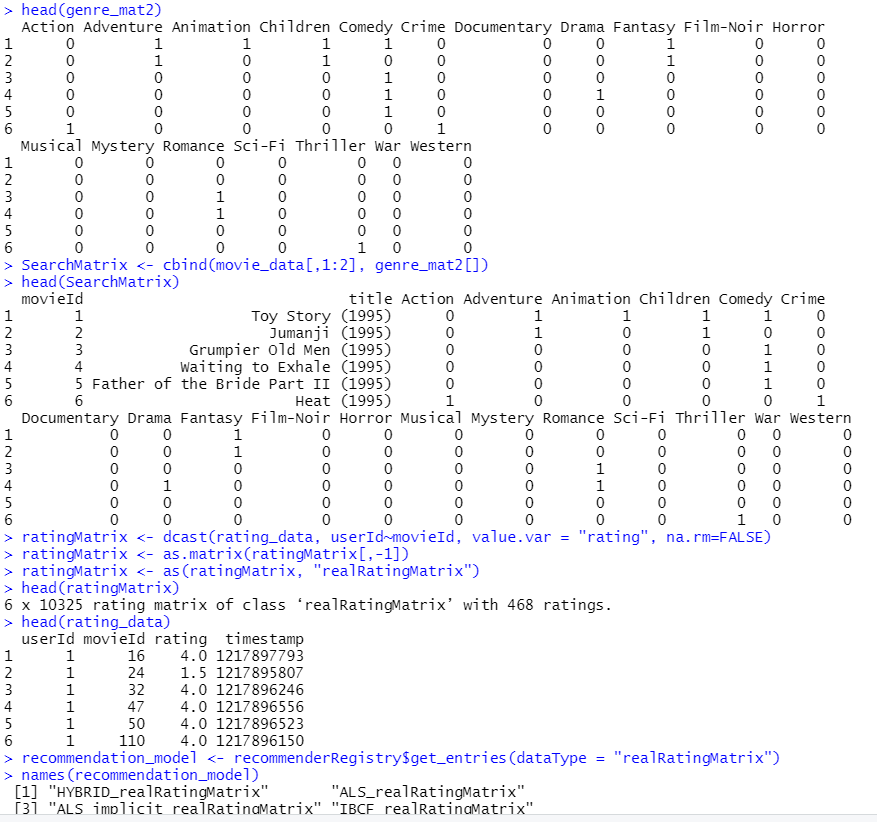 > head(genre_mat2)
  Action Adventure Animation Children Comedy Crime Documentary Drama Fantasy Film-Noir Horror
1      0         1         1        1      1     0           0     0       1         0      0
2      0         1         0        1      0     0           0     0       1         0      0
3      0         0         0        0      1     0           0     0       0         0      0
4      0         0         0        0      1     0           0     1       0         0      0
5      0         0         0        0      1     0           0     0       0         0      0
6      1         0         0        0      0     1           0     0       0         0      0
  Musical Mystery Romance Sci-Fi Thriller War Western
1       0       0       0      0        0   0       0
2       0       0       0      0        0   0       0
3       0       0       1      0        0   0       0
4       0       0       1      0        0   0       0
5       0       0       0      0        0   0       0
6       0       0       0      0        1   0       0
> SearchMatrix <- cbind(movie_data[,1:2], genre_mat2[])
> head(SearchMatrix)
  movieId                              title Action Adventure Animation Children Comedy Crime
1       1                   Toy Story (1995)      0         1         1        1      1     0
2       2                     Jumanji (1995)      0         1         0        1      0     0
3       3            Grumpier Old Men (1995)      0         0         0        0      1     0
4       4           Waiting to Exhale (1995)      0         0         0        0      1     0
5       5 Father of the Bride Part II (1995)      0         0         0        0      1     0
6       6                        Heat (1995)      1         0         0        0      0     1
  Documentary Drama Fantasy Film-Noir Horror Musical Mystery Romance Sci-Fi Thriller War Western
1           0     0       1         0      0       0       0       0      0        0   0       0
2           0     0       1         0      0       0       0       0      0        0   0       0
3           0     0       0         0      0       0       0       1      0        0   0       0
4           0     1       0         0      0       0       0       1      0        0   0       0
5           0     0       0         0      0       0       0       0      0        0   0       0
6           0     0       0         0      0       0       0       0      0        1   0       0
> ratingMatrix <- dcast(rating_data, userId~movieId, value.var = "rating", na.rm=FALSE)
> ratingMatrix <- as.matrix(ratingMatrix[,-1])
> ratingMatrix <- as(ratingMatrix, "realRatingMatrix")
> head(ratingMatrix)
6 x 10325 rating matrix of class ‘realRatingMatrix’ with 468 ratings.
> head(rating_data)
  userId movieId rating  timestamp
1      1      16    4.0 1217897793
2      1      24    1.5 1217895807
3      1      32    4.0 1217896246
4      1      47    4.0 1217896556
5      1      50    4.0 1217896523
6      1     110    4.0 1217896150
> recommendation_model <- recommenderRegistry$get_entries(dataType = "realRatingMatrix")
> names(recommendation_model)
 [1] "HYBRID_realRatingMatrix"       "ALS_realRatingMatrix"
 [3] "ALS_implicit_realRatingMatrix" "IBCF_realRatingMatrix"